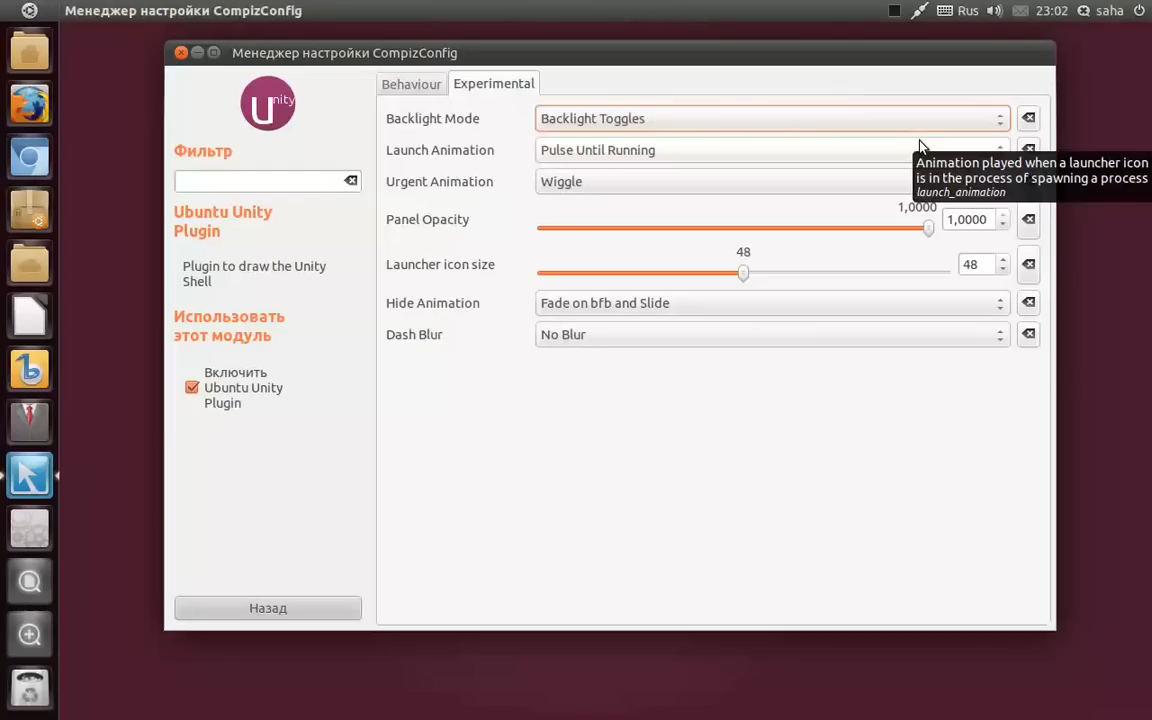 Менеджер настройки CompizConfig
Rus
23:02
saha
Менеджер настройки CompizConfig
Unity
Фильтр
Ubuntu Unity
Plugin
Plugin to draw the Unity
Shell
Использовать
этот модуль
Включить
Ubuntu Unity
Plugin
Назад
Behaviour
Experimental
Backlight Mode
Backlight Toggles
Launch Animation
Pulse Until Running
Animation played when a launcher icon
is in the process of spawning a process
launch_animation
Urgent Animation
Wiggle
Panel Opacity
1,0000
1,0000
Launcher icon size
48
48
Hide Animation
Fade on bfb and Slide
Dash Blur
No Blur